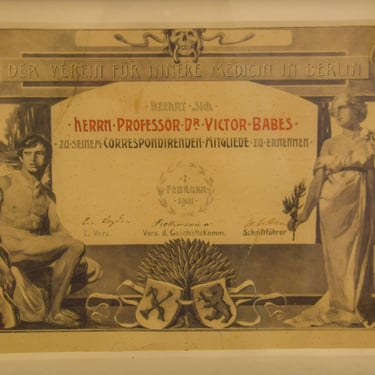 DER VEREIN FÜR INNERE MEDICIN IN BERLIN
BEEHRT SICH
HERRN · PROFESSOR · DR · VICTOR · BABES
ZU · SEINEM · CORRESPONDIRENDEN · MITGLIEDE · ZU · ERNENNEN ·
· 2 ·
FEBRUAR
1901
I. Vors. Vors. d. Geschäftskomm. Schriftführer